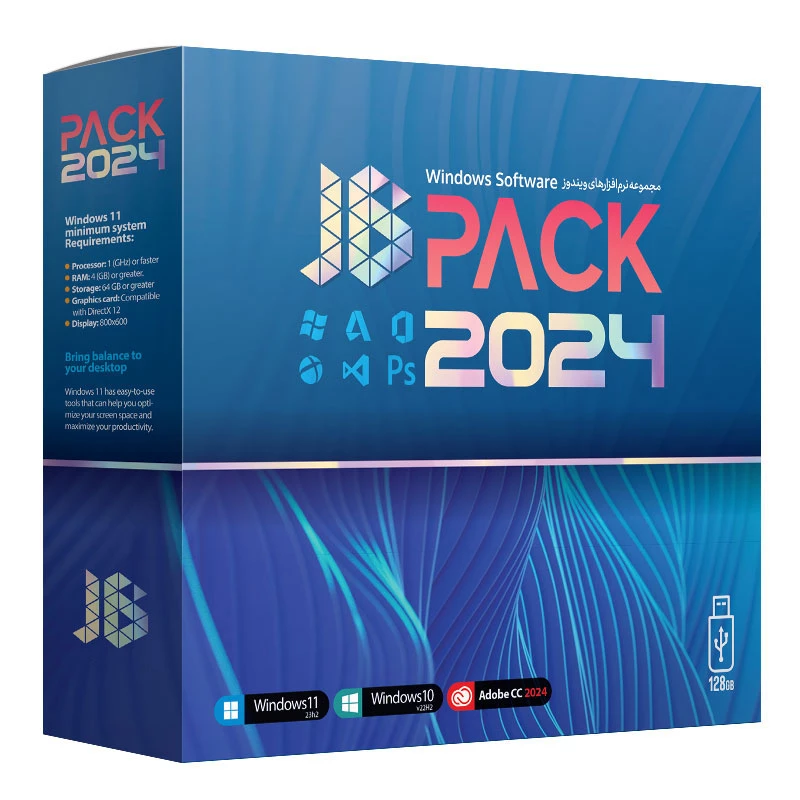 PACK
2024
Windows 11
minimum system
Requirements:
Processor: 1 (GHz) or faster
RAM: 4 (GB) or greater.
Storage: 64 GB or greater
Graphics card: Compatible
with DirectX 12
Display: 800x600
Bring balance to
your desktop
Windows 11 has easy-to-use
tools that can help you opti-
mize your screen space and
maximize your productivity.
JB
Windows Software مجموعه نرم‌افزارهای ویندوز
JB PACK
2024
Ps
128GB
Windows11
23h2
Windows10
v22H2
Adobe CC 2024